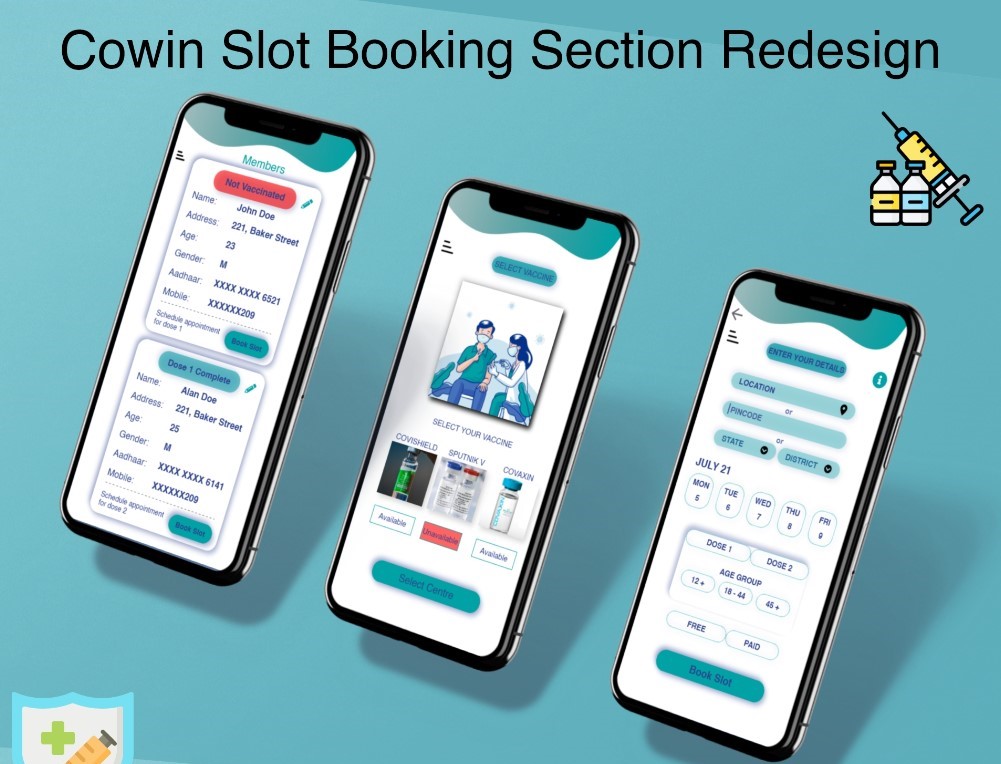 Cowin Slot Booking Section Redesign
Members
Not Vaccinated
Name: John Doe
Address: 221, Baker Street
Age: 23
Gender: M
Aadhaar: XXXX XXXX 6521
Mobile: XXXXXX209
Schedule appointment
for dose 1
Book Slot
Dose 1 Complete
Name: Alan Doe
Address: 221, Baker Street
Age: 25
Gender: M
Aadhaar: XXXX XXXX 6141
Mobile: XXXXXX209
Schedule appointment
for dose 2
Book Slot
SELECT VACCINE
SELECT YOUR VACCINE
COVISHIELD SPUTNIK V COVAXIN
COVAXIN
Available Unavailable Available
Select Centre
ENTER YOUR DETAILS
i
LOCATION
or
PINCODE
or
STATE DISTRICT
JULY 21
MON TUE WED THU FRI
5 6 7 8 9
DOSE 1 DOSE 2
AGE GROUP
12 + 18 - 44 45 +
FREE PAID
Book Slot